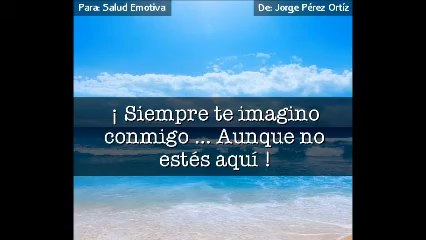 Para: Salud Emotiva
De: Jorge Pérez Ortíz
¡ Siempre te imagino
conmigo ... Aunque no
estés aquí !